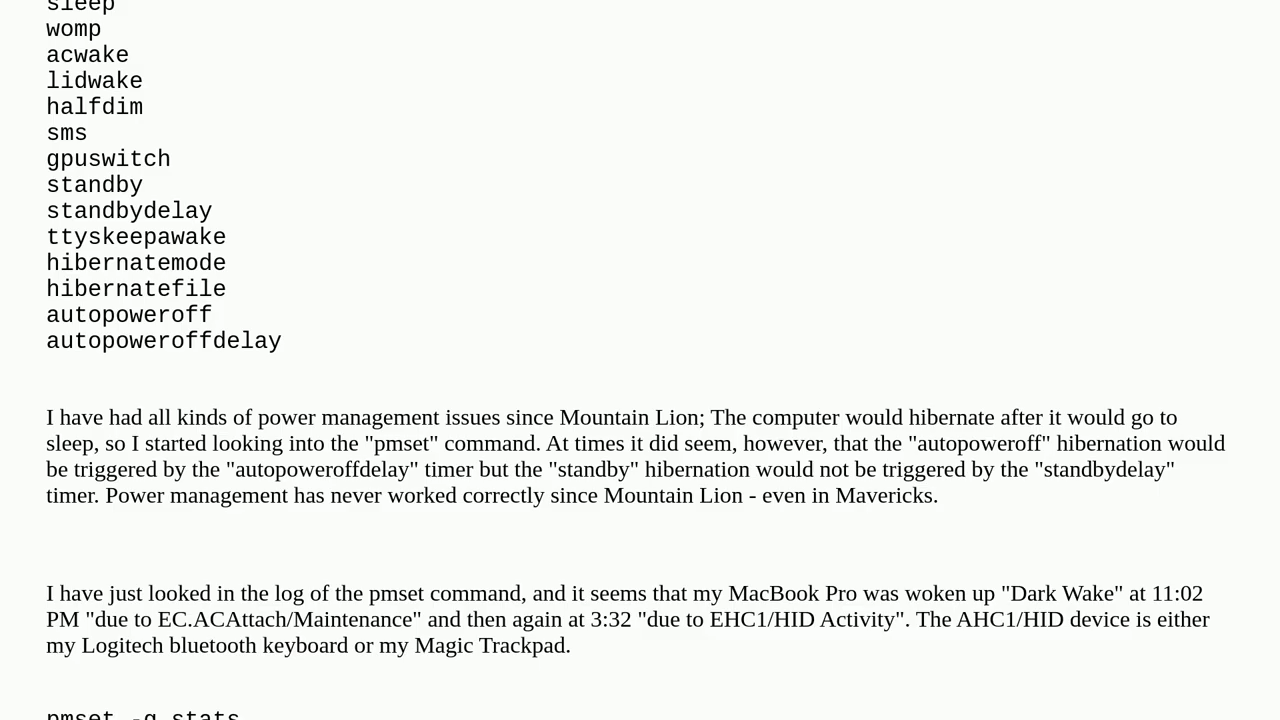 sleep
womp
acwake
lidwake
halfdim
sms
gpuswitch
standby
standbydelay
ttyskeepawake
hibernatemode
hibernatefile
autopoweroff
autopoweroffdelay
I have had all kinds of power management issues since Mountain Lion; The computer would hibernate after it would go to
sleep, so I started looking into the "pmset" command. At times it did seem, however, that the "autopoweroff" hibernation would
be triggered by the "autopoweroffdelay" timer but the "standby" hibernation would not be triggered by the "standbydelay"
timer. Power management has never worked correctly since Mountain Lion - even in Mavericks.
I have just looked in the log of the pmset command, and it seems that my MacBook Pro was woken up "Dark Wake" at 11:02
PM "due to EC.ACAttach/Maintenance" and then again at 3:32 "due to EHC1/HID Activity". The AHC1/HID device is either
my Logitech bluetooth keyboard or my Magic Trackpad.
pmset -g stats